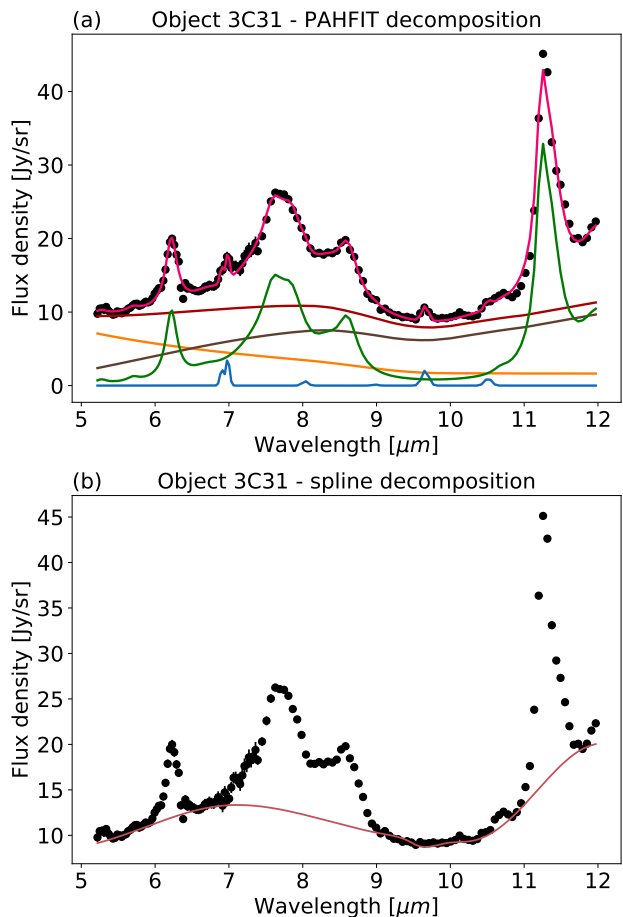 (a) Object 3C31 - PAHFIT decomposition
Flux density [Jy/sr]
40
30
20
10
0
5 6 7 8 9 10 11 12
Wavelength [μm]
(b) Object 3C31 - spline decomposition
Flux density [Jy/sr]
45
40
35
30
25
20
15
10
5 6 7 8 9 10 11 12
Wavelength [μm]